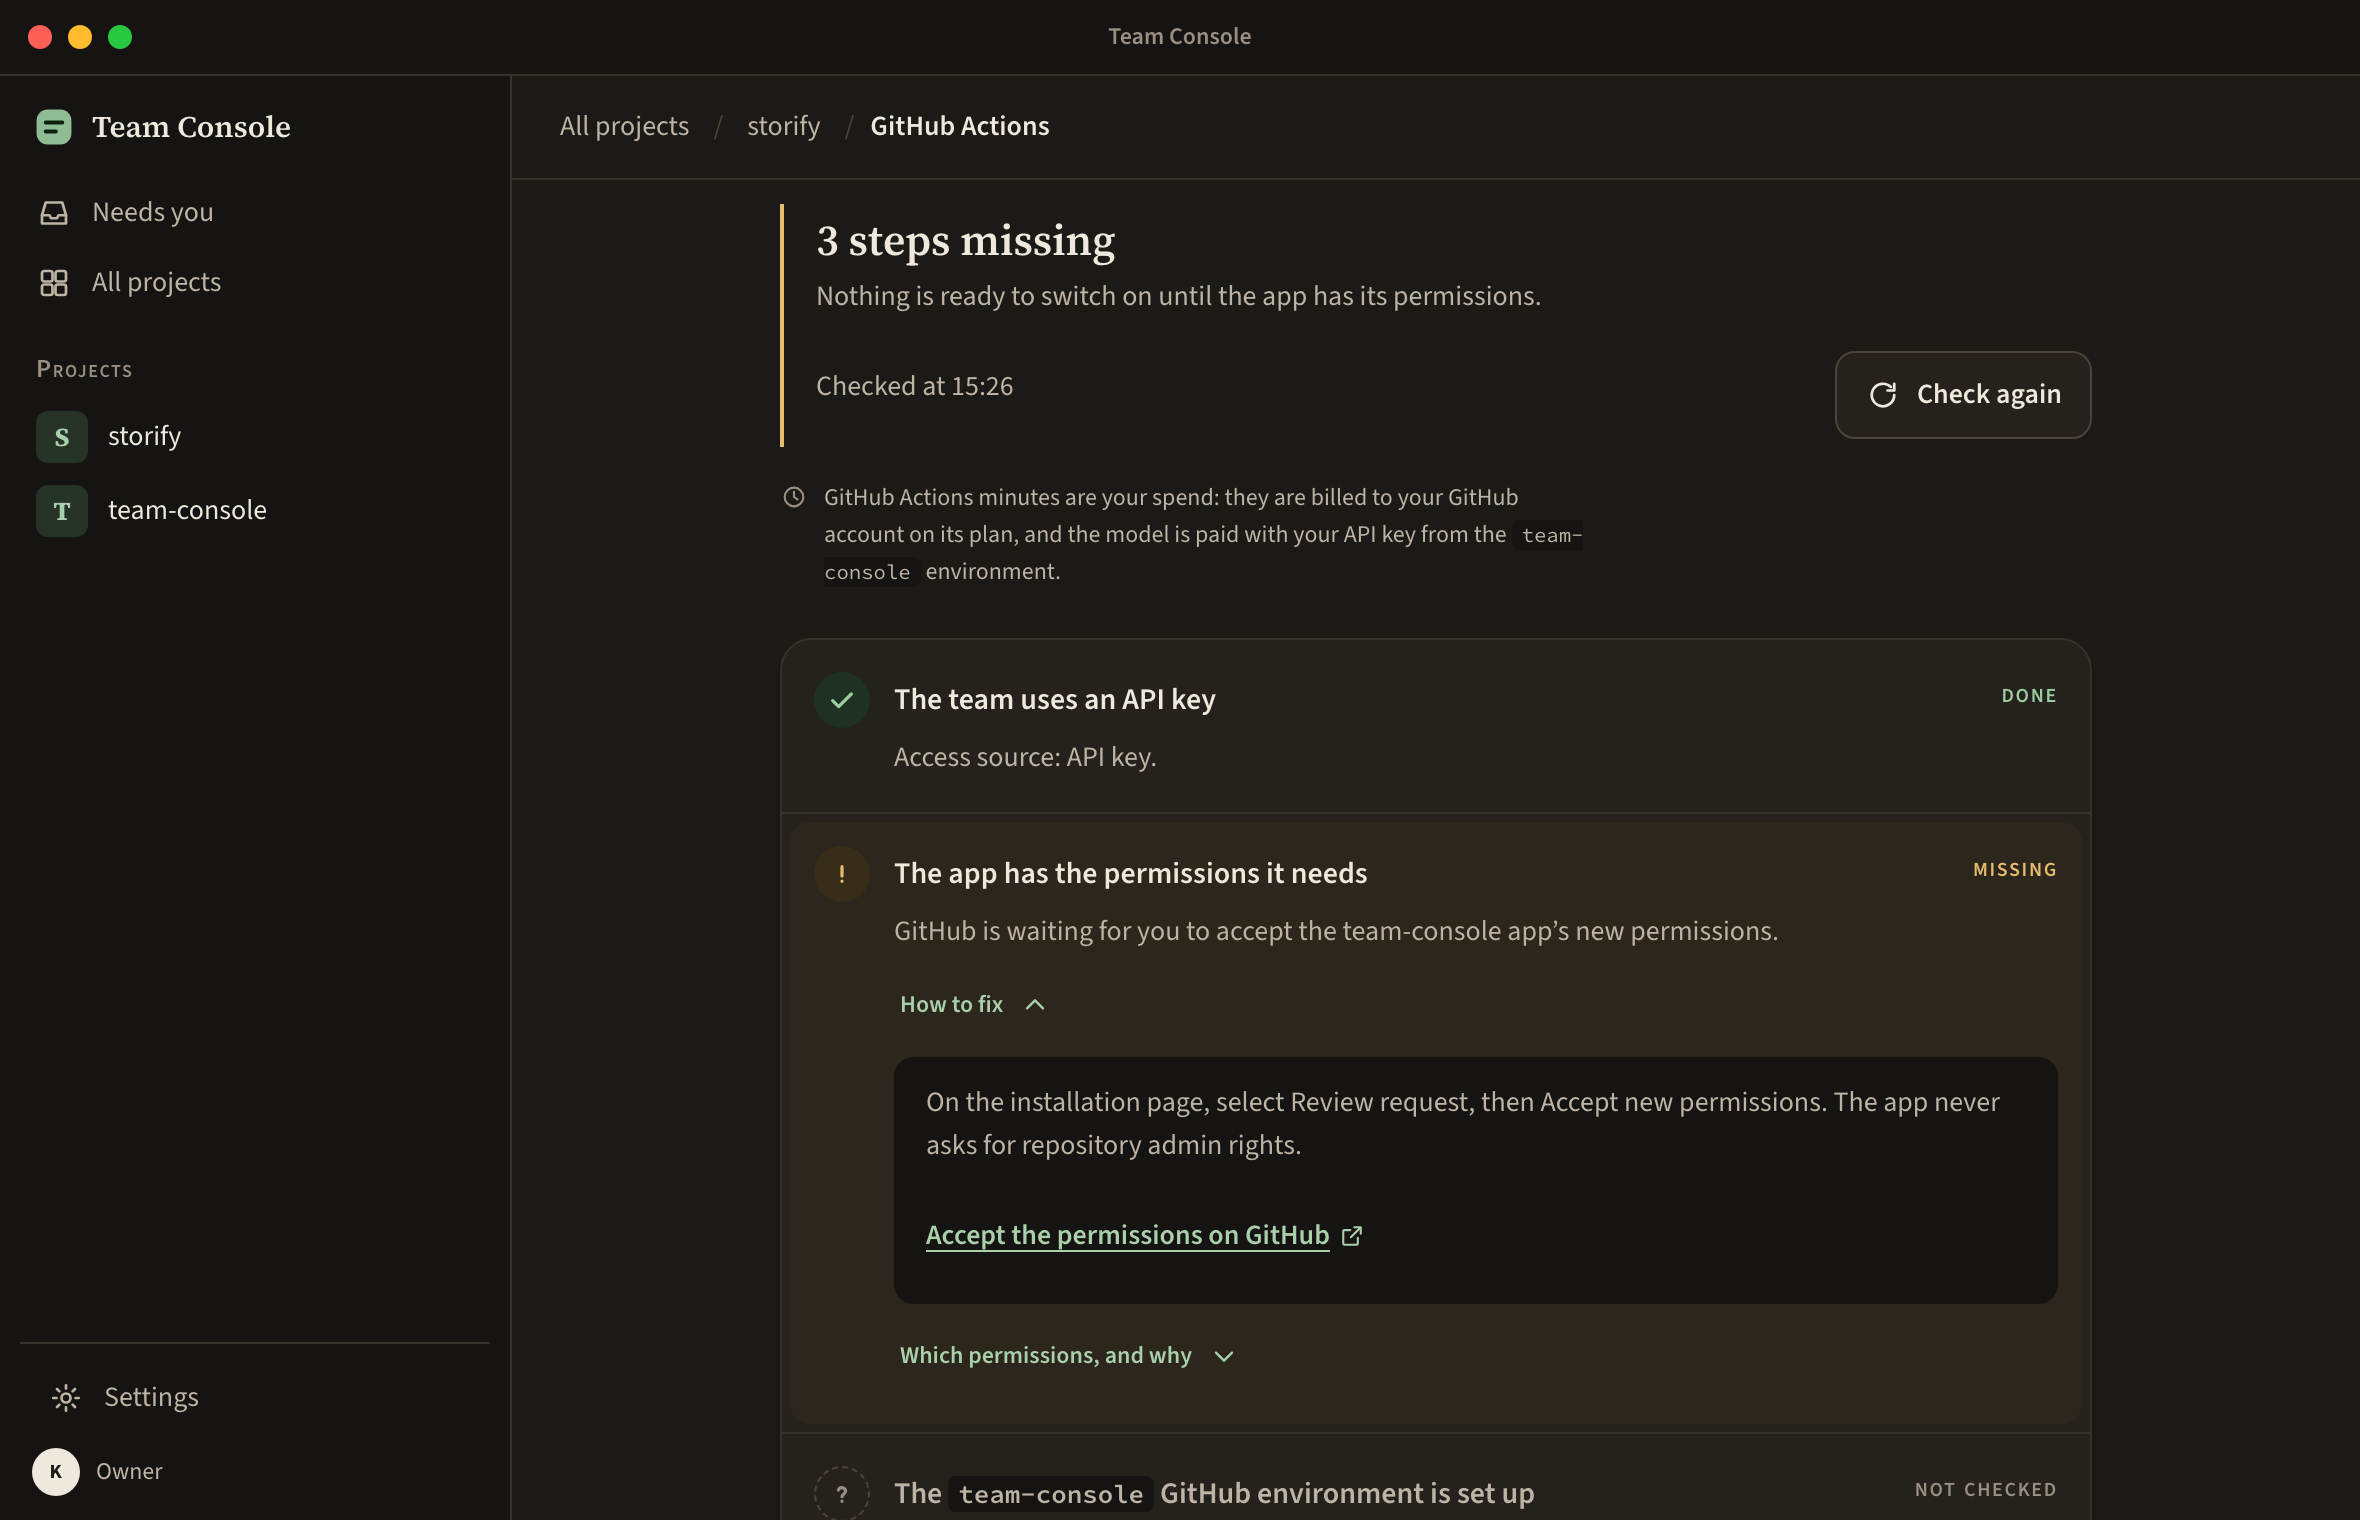 Team Console
Team Console
Needs you
All projects
Projects
S storify
T team-console
Settings
K Owner
All projects / storify / GitHub Actions
3 steps missing
Nothing is ready to switch on until the app has its permissions.
Checked at 15:26
Check again
GitHub Actions minutes are your spend: they are billed to your GitHub
account on its plan, and the model is paid with your API key from the team-
console environment.
The team uses an API key
DONE
Access source: API key.
! The app has the permissions it needs
MISSING
GitHub is waiting for you to accept the team-console app’s new permissions.
How to fix
On the installation page, select Review request, then Accept new permissions. The app never
asks for repository admin rights.
Accept the permissions on GitHub
Which permissions, and why
? The team-console GitHub environment is set up
NOT CHECKED